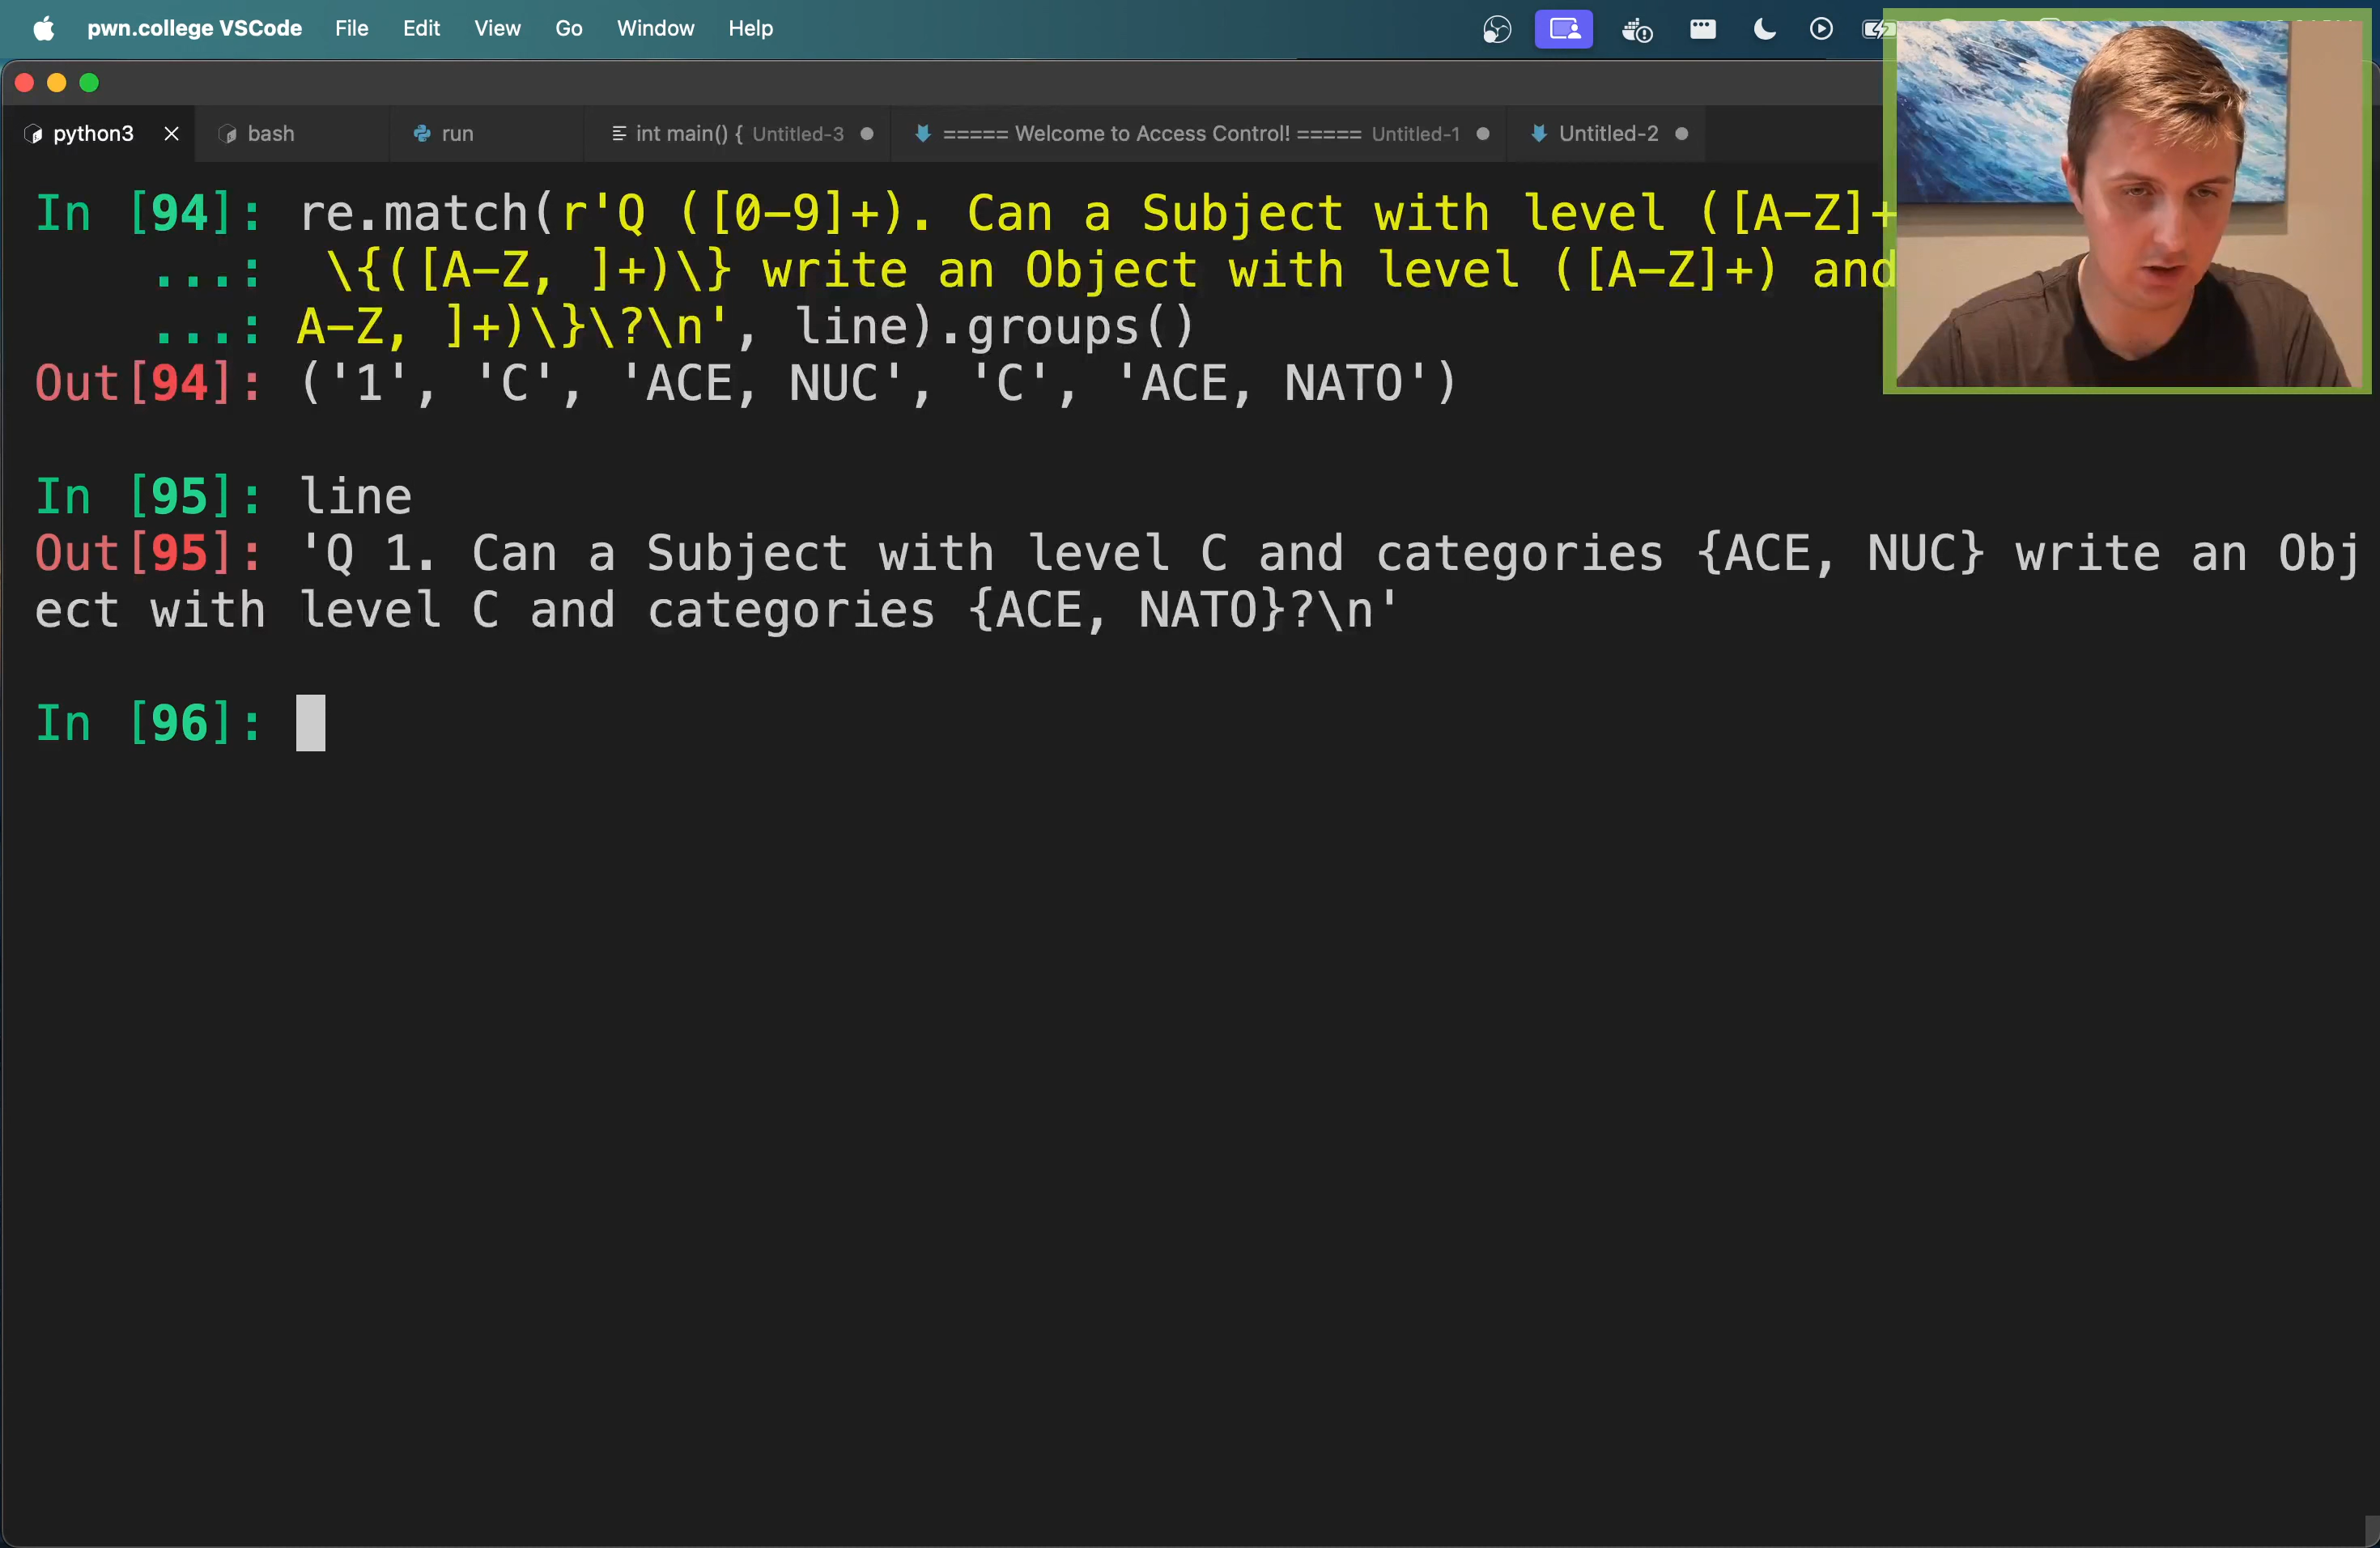 pwn.college VSCode File Edit View Go Window Help
python3 bash run int main() { Untitled-3 ===== Welcome to Access Control! ===== Untitled-1 Untitled-2
In [94]: re.match(r'Q ([0-9]+). Can a Subject with level ([A-Z]+
...: \{([A-Z, ]+)\} write an Object with level ([A-Z]+) and
...: A-Z, ]+)\}\?\n', line).groups()
Out[94]: ('1', 'C', 'ACE, NUC', 'C', 'ACE, NATO')
In [95]: line
Out[95]: 'Q 1. Can a Subject with level C and categories {ACE, NUC} write an Obj
ect with level C and categories {ACE, NATO}?\n'
In [96]: